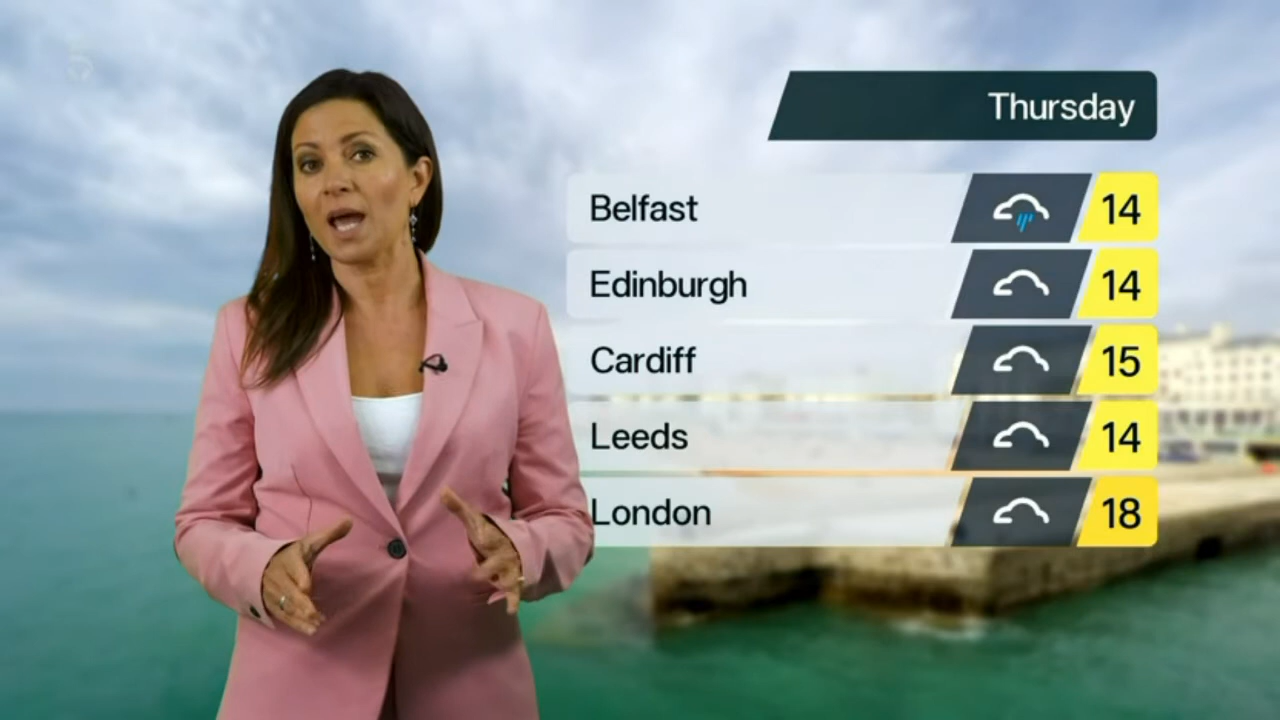 Thursday
Belfast 14
Edinburgh 14
Cardiff 15
Leeds 14
London 18